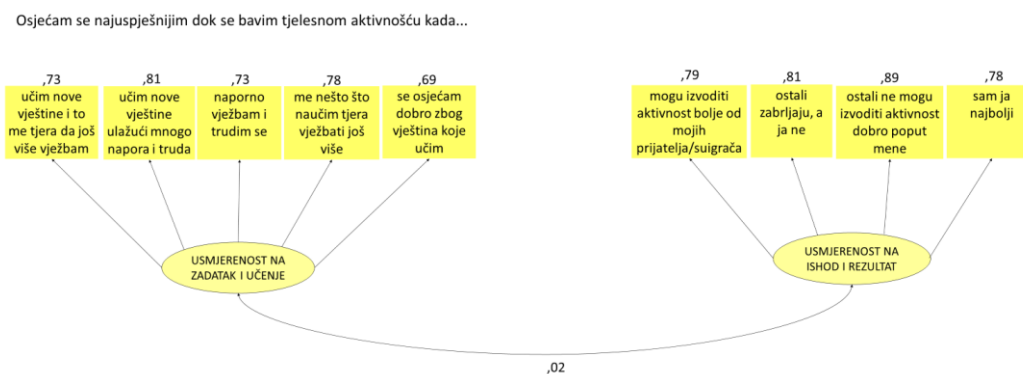 Osjećam se najuspješnijim dok se bavim tjelesnom aktivnošću kada...
,73
učim nove
vještine i to
me tjera da još
više vježbam
,81
učim nove
vještine
ulažući mnogo
napora i truda
,73
naporno
vježbam i
trudim se
,78
me nešto što
naučim tjera
vježbati još
više
,69
se osjećam
dobro zbog
vještina koje
učim
,79
mogu izvoditi
aktivnost bolje od
mojih
prijatelja/suigrača
,81
ostali
zabrljaju, a
ja ne
,89
ostali ne mogu
izvoditi aktivnost
dobro poput
mene
,78
sam ja
najbolji
USMJERENOST NA
ZADATAK I UČENJE
USMJERENOST NA
ISHOD I REZULTAT
,02